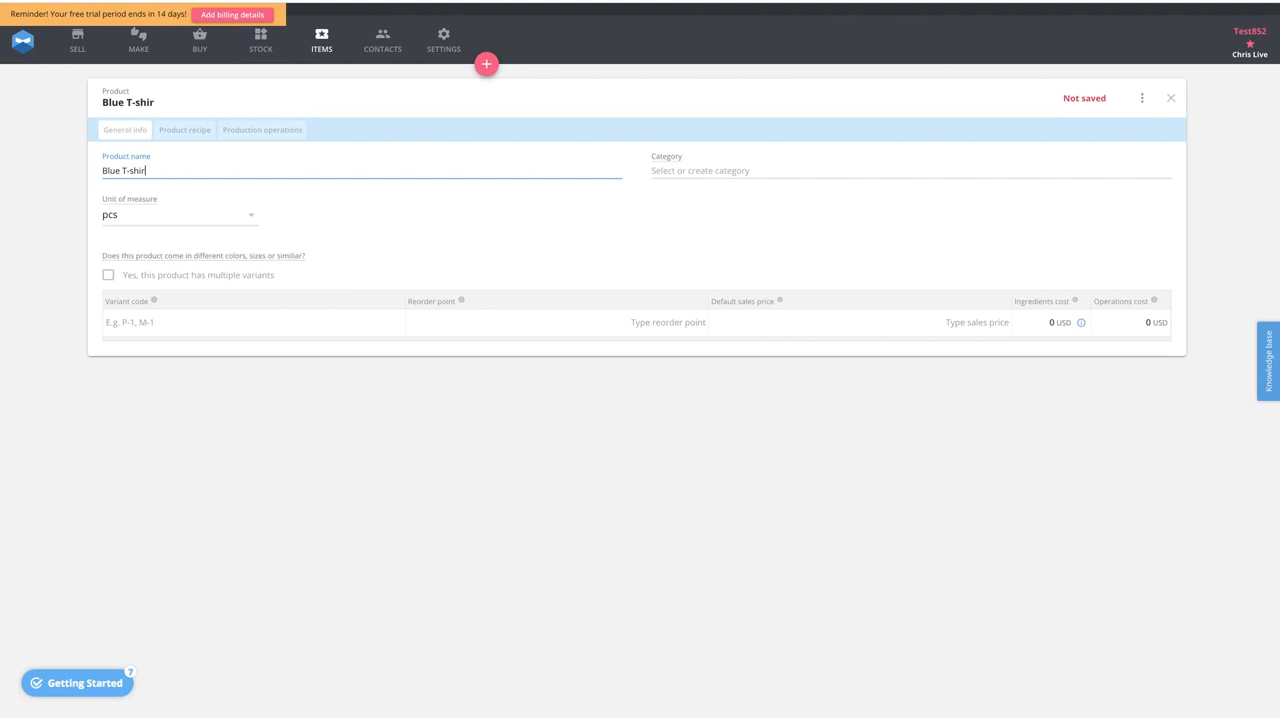 Reminder! Your free trial period ends in 14 days! Add billing details
SELL MAKE BUY STOCK ITEMS CONTACTS SETTINGS
+
Test852
Chris Live
Product
Blue T-shir
Not saved
General info Product recipe Production operations
Product name Category
Blue T-shir Select or create category
Unit of measure
pcs
Does this product come in different colors, sizes or similiar?
Yes, this product has multiple variants
Variant code Reorder point Default sales price Ingredients cost Operations cost
E.g. P-1, M-1 Type reorder point Type sales price 0 USD 0 USD
Knowledge base
7
Getting Started